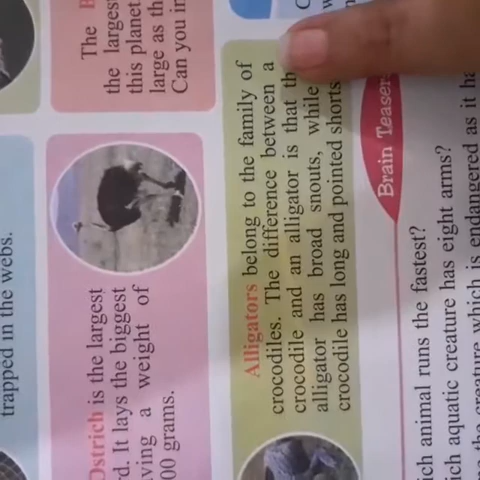 trapped in the webs.
The
the largest
this planet
large as th
Can you in
Ostrich is the largest
rd. It lays the biggest
ving a weight of
00 grams.
Alligators belong to the family of
crocodiles. The difference between a
crocodile and an alligator is that th
alligator has broad snouts, while
crocodile has long and pointed shorts
Brain Teaser
ich animal runs the fastest?
ich aquatic creature has eight arms?
the creature which is endangered as it ha